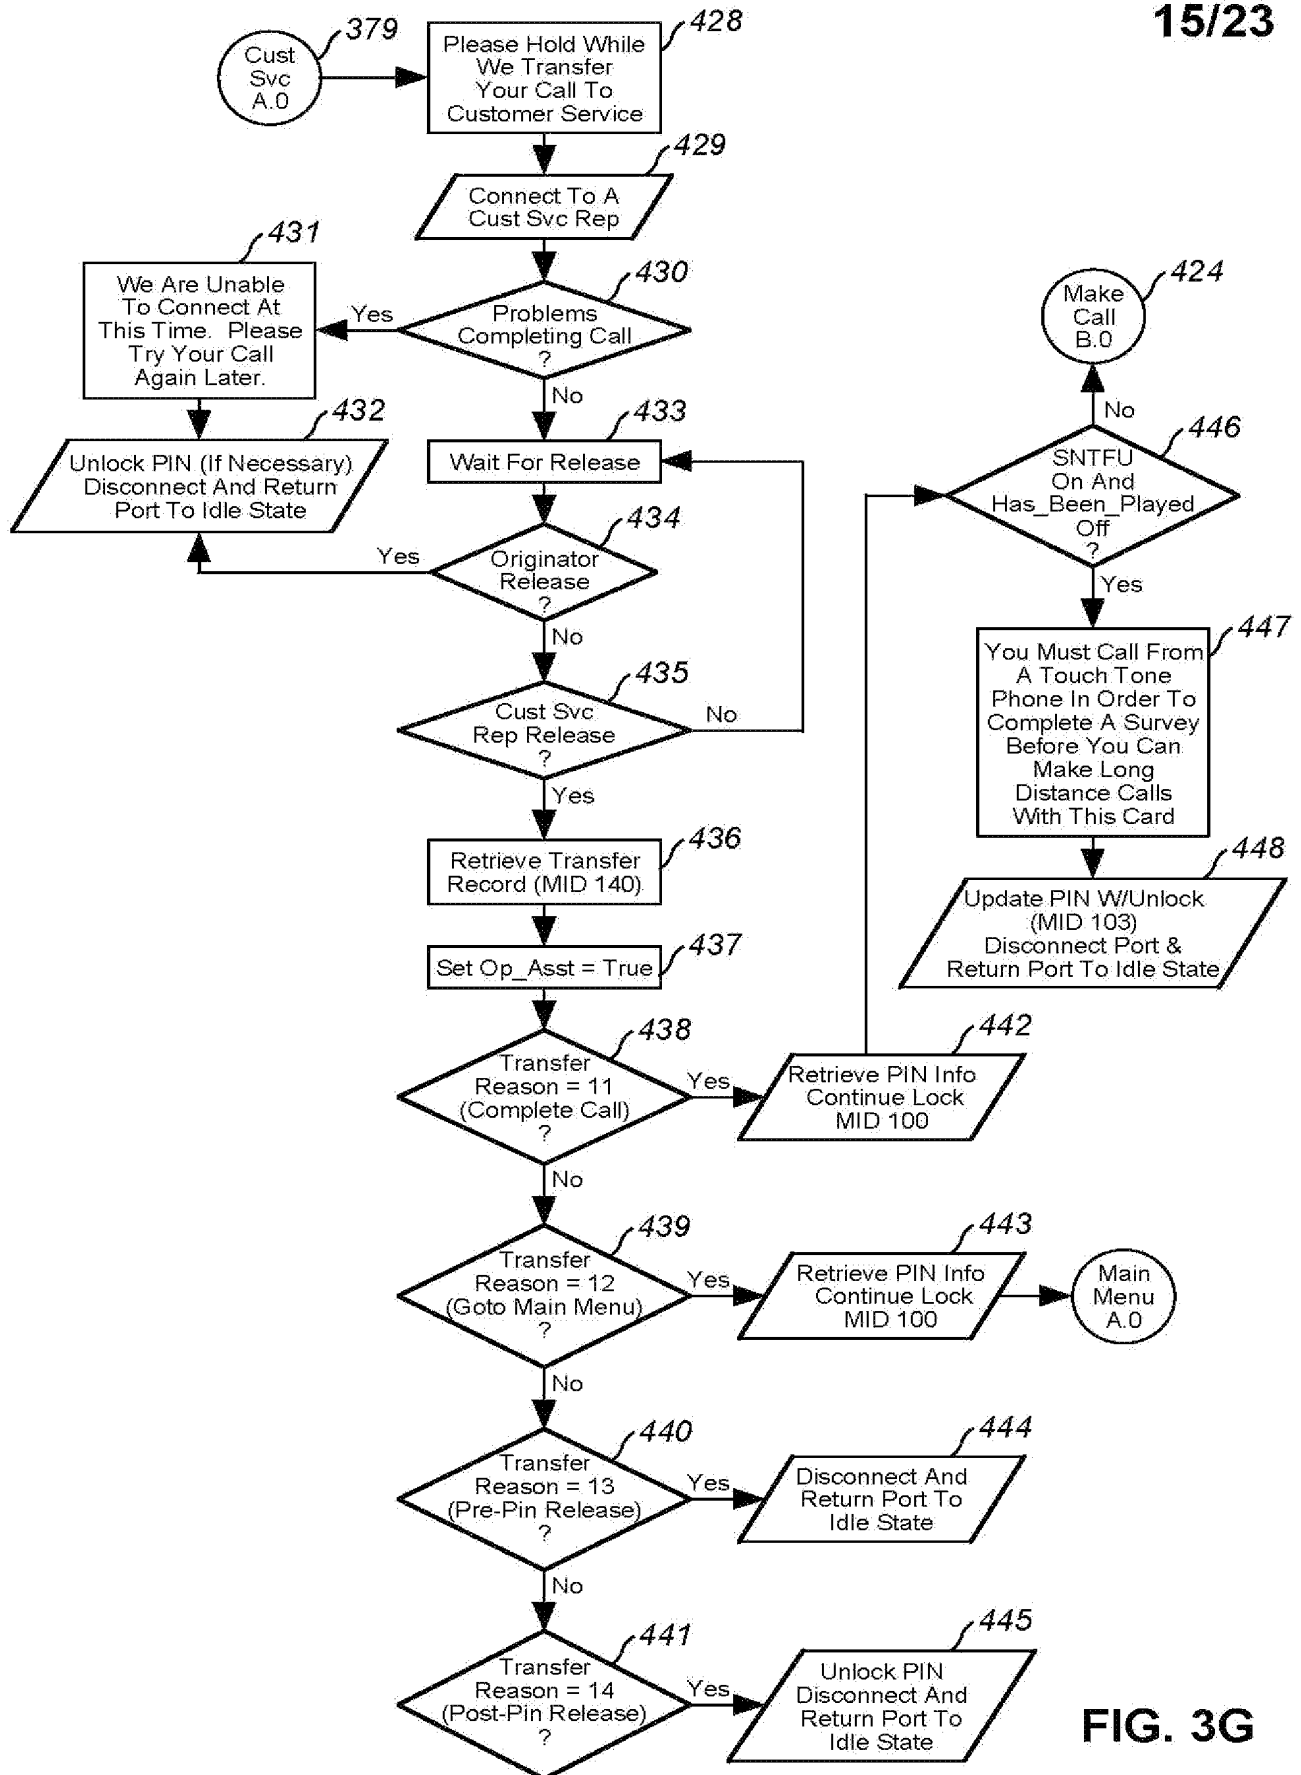 15/23
379
Cust
Svc
A.0
428
Please Hold While
We Transfer
Your Call To
Customer Service
429
Connect To A
Cust Svc Rep
431
We Are Unable
To Connect At
This Time. Please
Try Your Call
Again Later.
Yes
430
Problems
Completing Call
?
No
424
Make
Call
B.0
No
432
Unlock PIN (If Necessary)
Disconnect And Return
Port To Idle State
433
Wait For Release
446
SNTFU
On And
Has_Been_Played
Off
?
Yes
434
Originator
Release
?
Yes
No
435
Cust Svc
Rep Release
?
No
Yes
447
You Must Call From
A Touch Tone
Phone In Order To
Complete A Survey
Before You Can
Make Long
Distance Calls
With This Card
436
Retrieve Transfer
Record (MID 140)
448
Update PIN W/Unlock
(MID 103)
Disconnect Port &
Return Port To Idle State
437
Set Op_Asst = True
438
Transfer
Reason = 11
(Complete Call)
?
Yes
No
442
Retrieve PIN Info
Continue Lock
MID 100
439
Transfer
Reason = 12
(Goto Main Menu)
?
Yes
No
443
Retrieve PIN Info
Continue Lock
MID 100
Main
Menu
A.0
440
Transfer
Reason = 13
(Pre-Pin Release)
?
Yes
No
444
Disconnect And
Return Port To
Idle State
441
Transfer
Reason = 14
(Post-Pin Release)
?
Yes
445
Unlock PIN
Disconnect And
Return Port To
Idle State
FIG. 3G